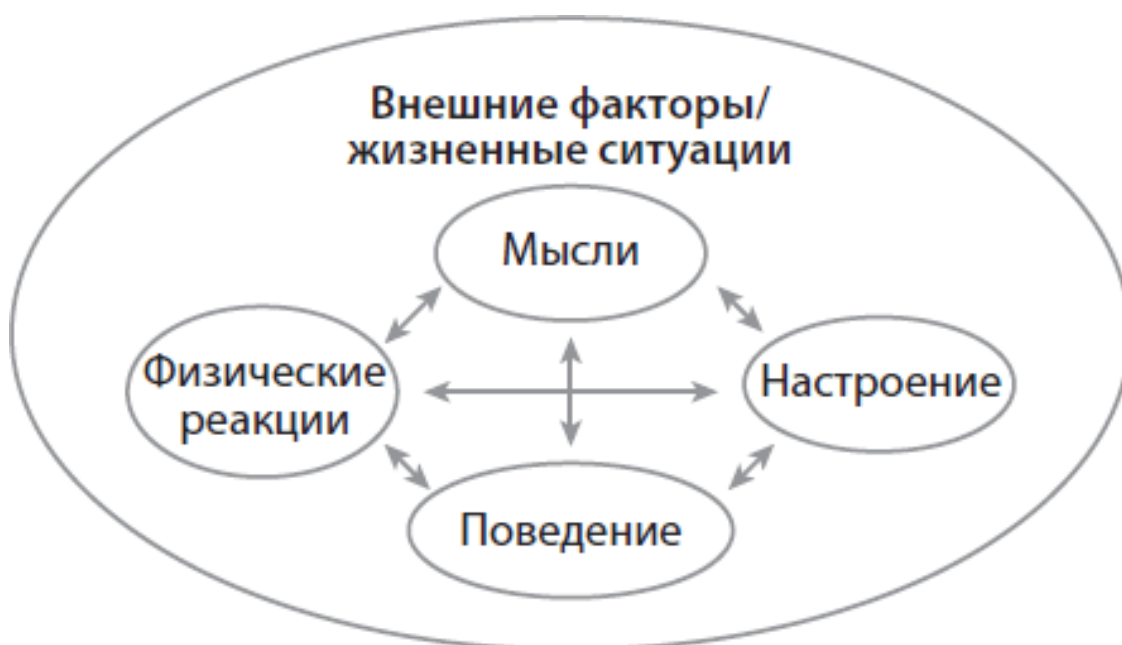 Внешние факторы/
жизненные ситуации
Мысли
Физические
реакции
Настроение
Поведение